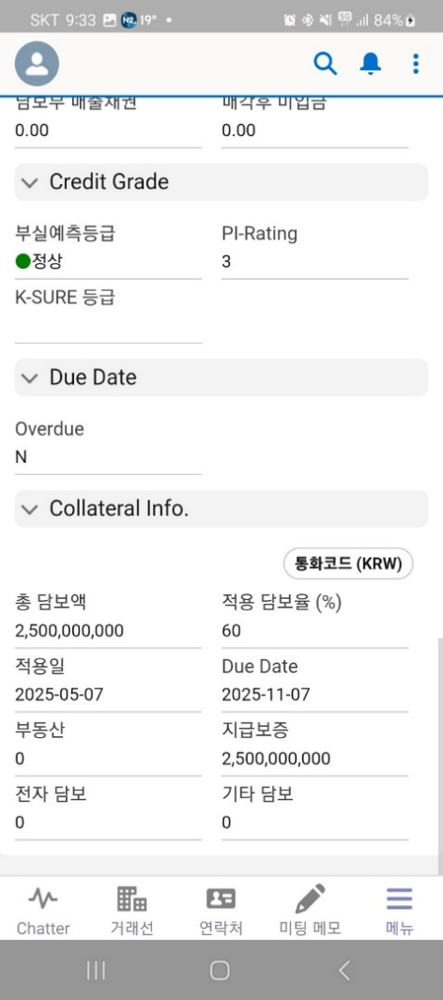 SKT 9:33 N2 19° • 5G 84%
담보부 매출채권 매각후 미입금
0.00 0.00
Credit Grade
부실예측등급 PI-Rating
정상 3
K-SURE 등급
Due Date
Overdue
N
Collateral Info.
통화코드 (KRW)
총 담보액 적용 담보율 (%)
2,500,000,000 60
적용일 Due Date
2025-05-07 2025-11-07
부동산 지급보증
0 2,500,000,000
전자 담보 기타 담보
0 0
Chatter 거래선 연락처 미팅 메모 메뉴